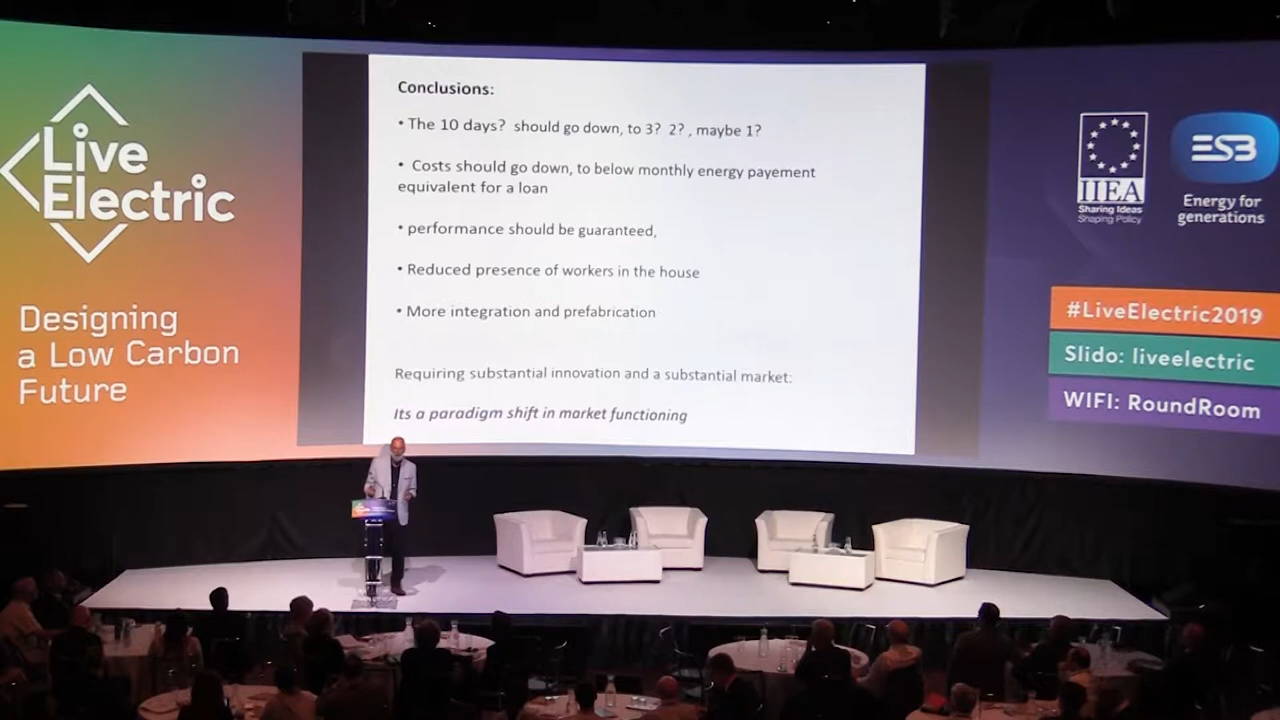 Live
Electric
Designing
a Low Carbon
Future
Conclusions:
• The 10 days?  should go down, to 3?  2? , maybe 1?
•  Costs should go down, to below monthly energy payement
equivalent for a loan
• performance should be guaranteed,
• Reduced presence of workers in the house
• More integration and prefabrication
Requiring substantial innovation and a substantial market:
Its a paradigm shift in market functioning
IIEA
Sharing Ideas
Shaping Policy
ESB
Energy for
generations
#LiveElectric2019
Slido: liveelectric
WIFI: RoundRoom